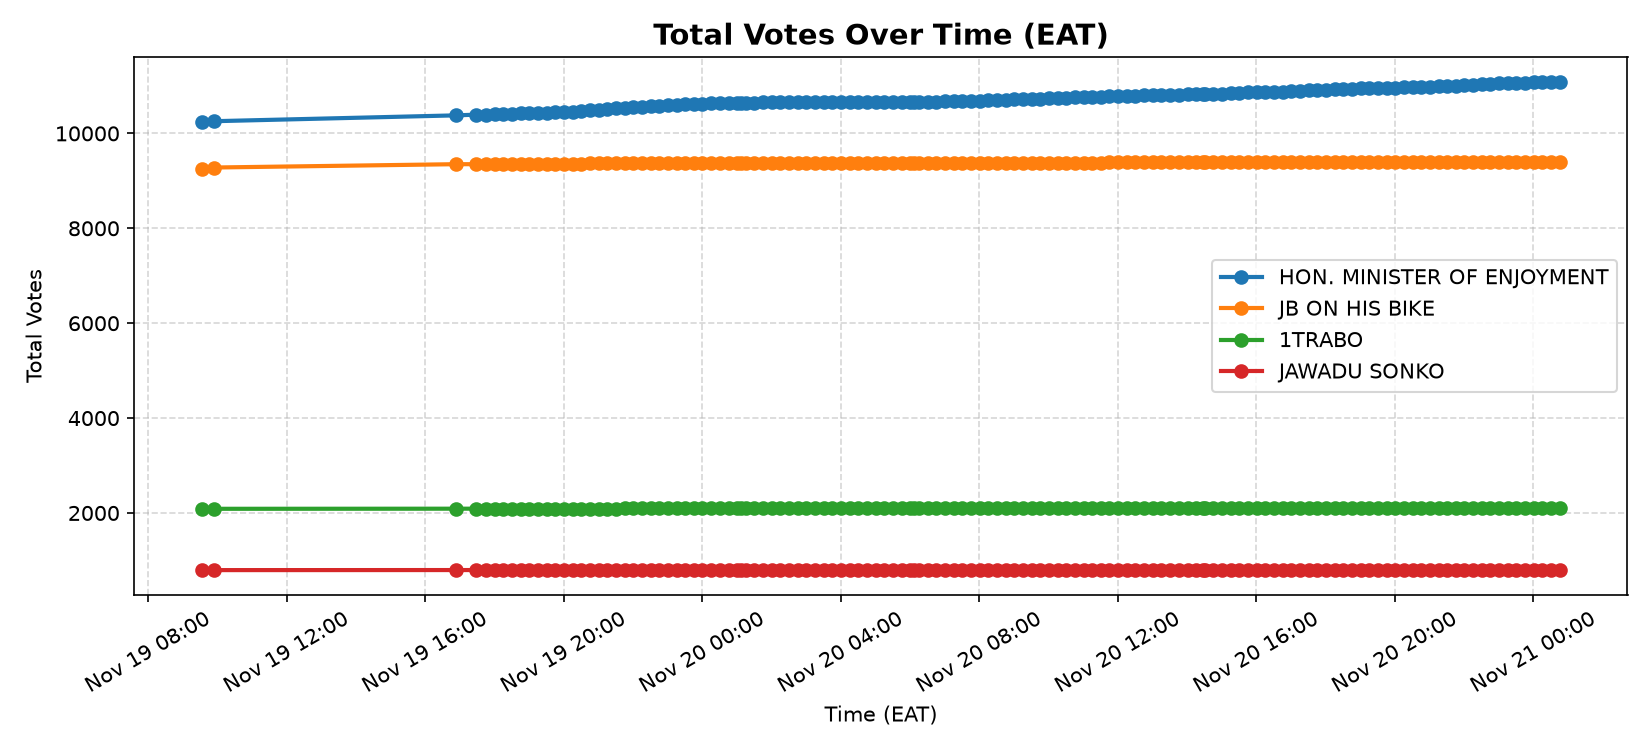 Total Votes Over Time (EAT)
Total Votes
10000
8000
6000
4000
2000
HON. MINISTER OF ENJOYMENT
JB ON HIS BIKE
1TRABO
JAWADU SONKO
Nov 19 08:00
Nov 19 12:00
Nov 19 16:00
Nov 19 20:00
Nov 20 00:00
Nov 20 04:00
Nov 20 08:00
Nov 20 12:00
Nov 20 16:00
Nov 20 20:00
Nov 21 00:00
Time (EAT)